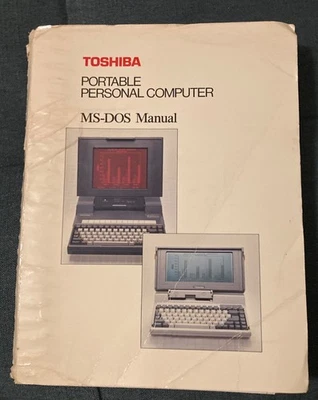 TOSHIBA
PORTABLE
PERSONAL COMPUTER
MS-DOS Manual